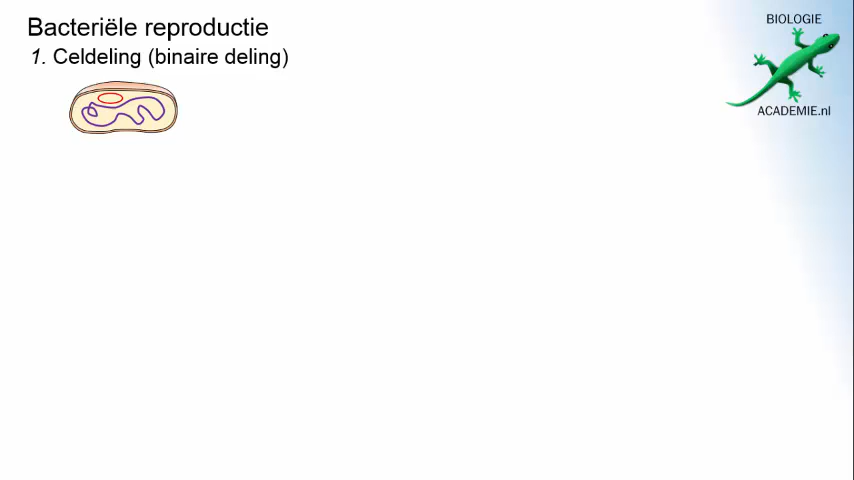 Bacteriële reproductie
1. Celdeling (binaire deling)
BIOLOGIE
ACADEMIE.nl